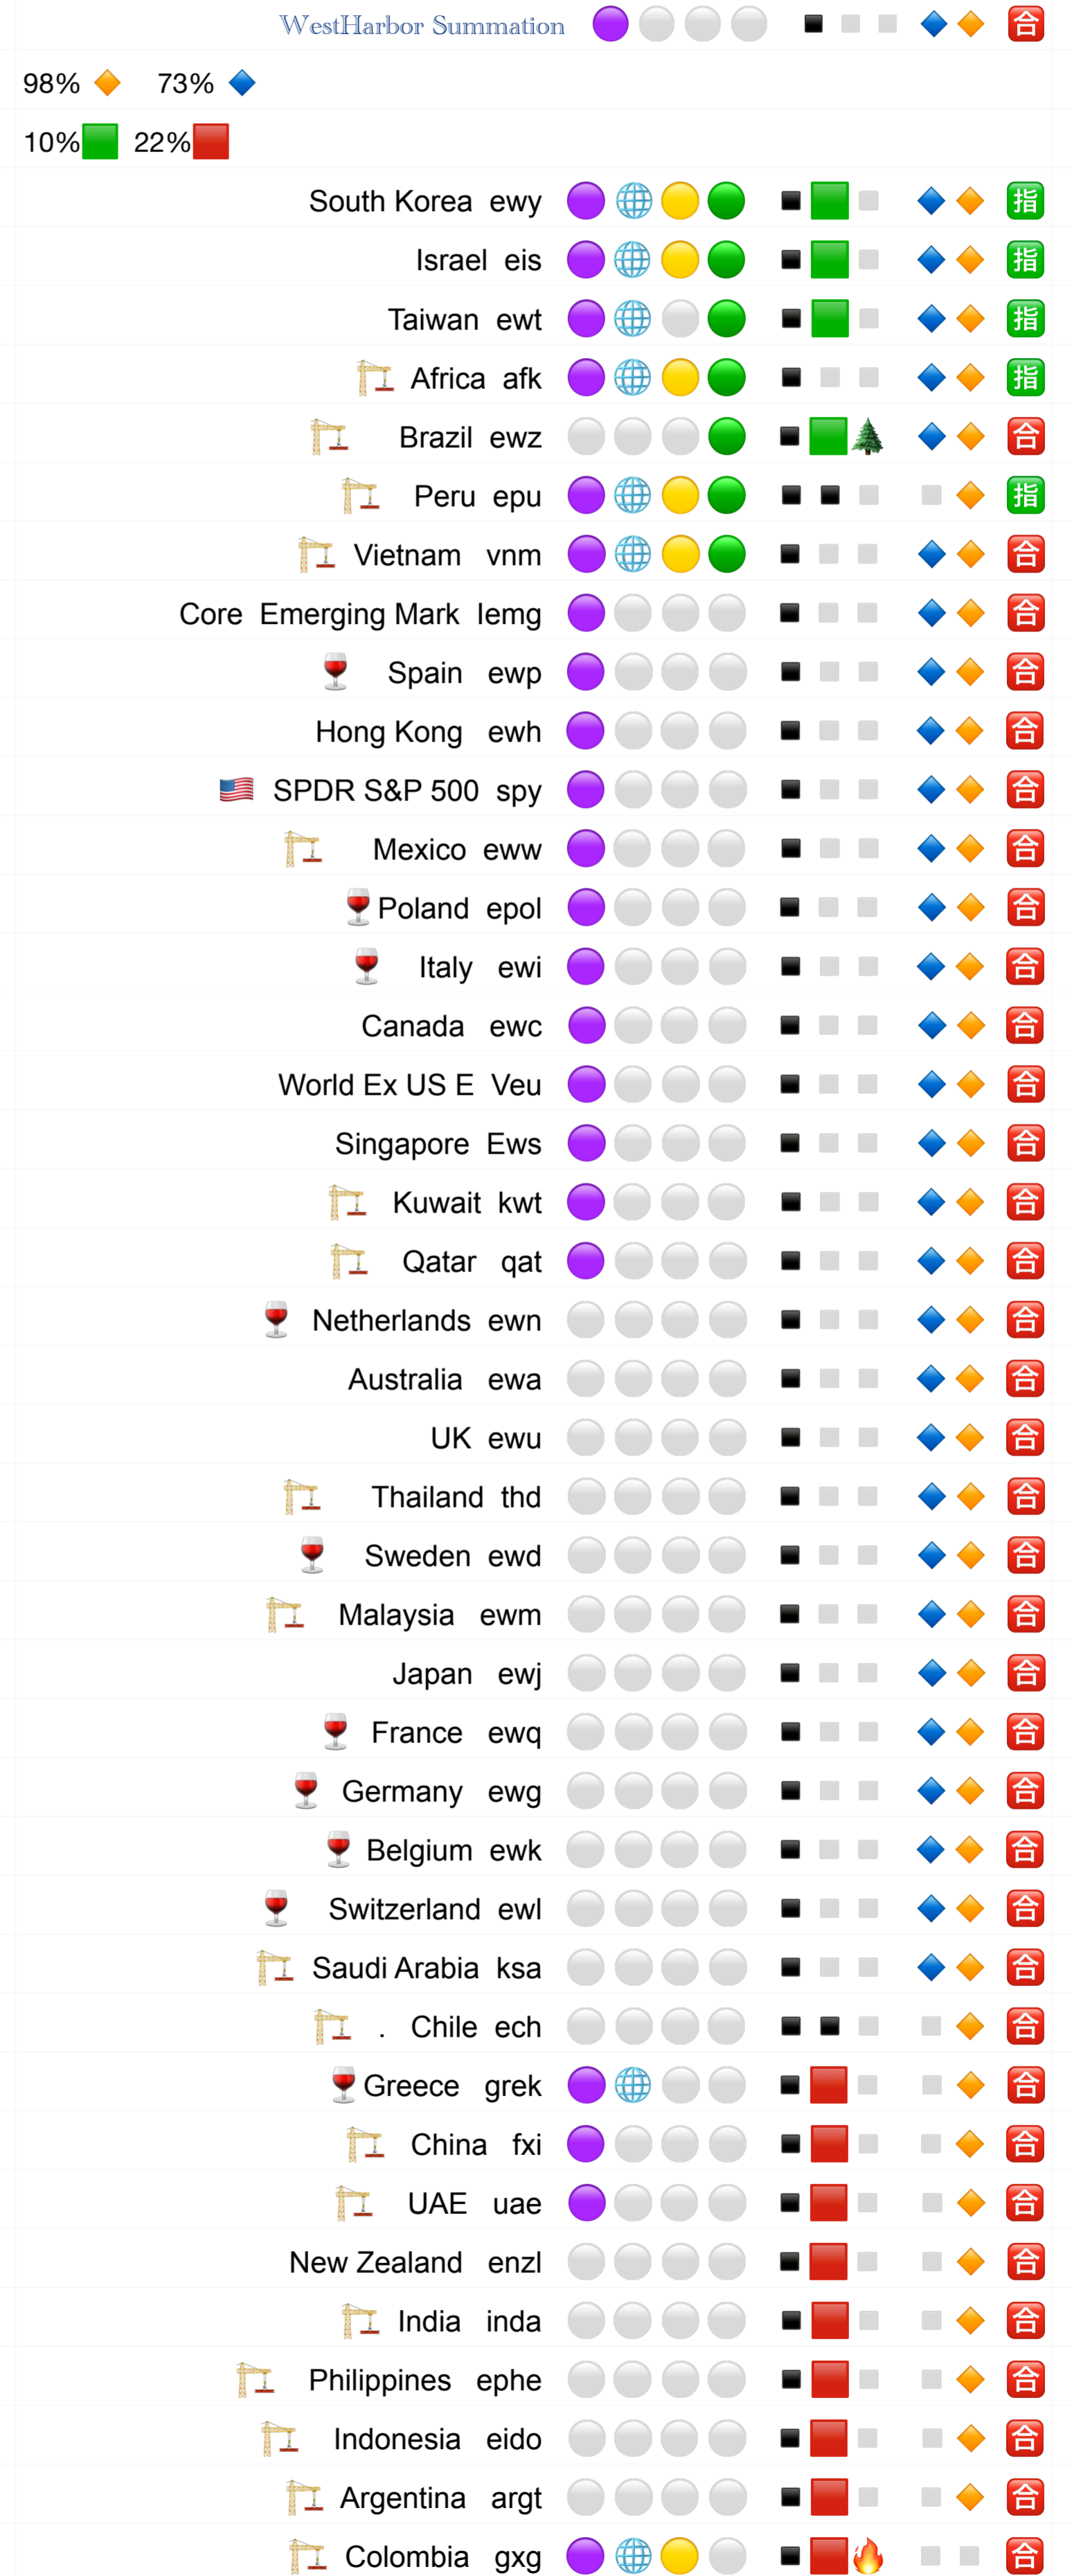 WestHarbor Summation 合
98% 73%
10% 22%
South Korea ewy 指
Israel eis 指
Taiwan ewt 指
Africa afk 指
Brazil ewz 合
Peru epu 指
Vietnam vnm 合
Core Emerging Mark Iemg 合
Spain ewp 合
Hong Kong ewh 合
SPDR S&P 500 spy 合
Mexico eww 合
Poland epol 合
Italy ewi 合
Canada ewc 合
World Ex US E Veu 合
Singapore Ews 合
Kuwait kwt 合
Qatar qat 合
Netherlands ewn 合
Australia ewa 合
UK ewu 合
Thailand thd 合
Sweden ewd 合
Malaysia ewm 合
Japan ewj 合
France ewq 合
Germany ewg 合
Belgium ewk 合
Switzerland ewl 合
Saudi Arabia ksa 合
. Chile ech 合
Greece grek 合
China fxi 合
UAE uae 合
New Zealand enzl 合
India inda 合
Philippines ephe 合
Indonesia eido 合
Argentina argt 合
Colombia gxg 合